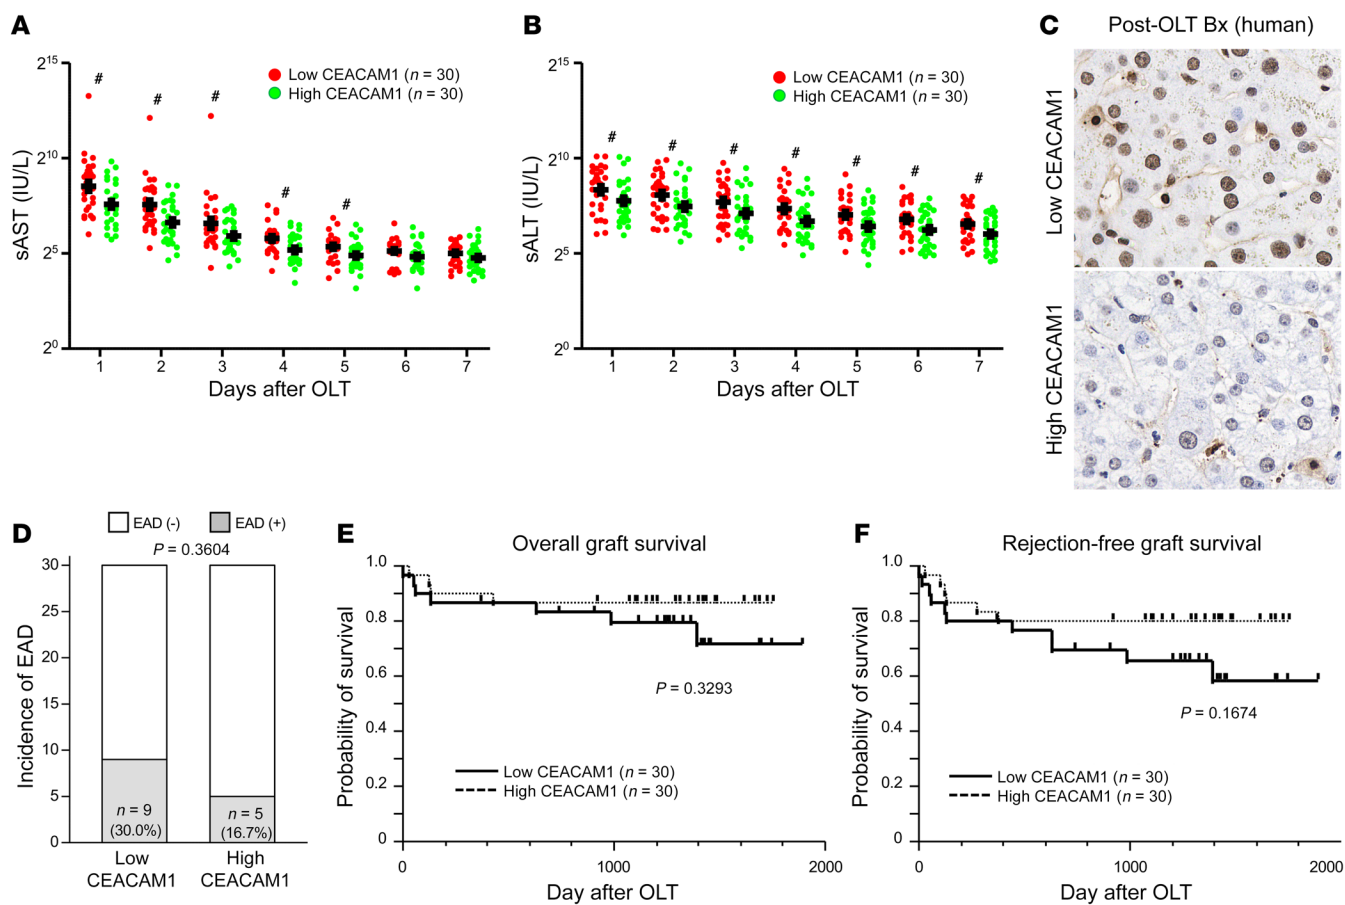 A
2^15
2^10
2^5
2^0
sAST (IU/L)
#
#
#
#
#
Low CEACAM1 (n = 30)
High CEACAM1 (n = 30)
1 2 3 4 5 6 7
Days after OLT
B
2^15
2^10
2^5
2^0
sALT (IU/L)
#
#
#
#
#
#
#
Low CEACAM1 (n = 30)
High CEACAM1 (n = 30)
1 2 3 4 5 6 7
Days after OLT
C
Post-OLT Bx (human)
Low CEACAM1
High CEACAM1
D
EAD (-) EAD (+)
P = 0.3604
30
25
20
15
10
5
0
Incidence of EAD
n = 9
(30.0%)
n = 5
(16.7%)
Low
CEACAM1
High
CEACAM1
E
Overall graft survival
1.0
0.8
0.6
0.4
0.2
0
Probability of survival
P = 0.3293
Low CEACAM1 (n = 30)
High CEACAM1 (n = 30)
0 1000 2000
Day after OLT
F
Rejection-free graft survival
1.0
0.8
0.6
0.4
0.2
0
Probability of survival
P = 0.1674
Low CEACAM1 (n = 30)
High CEACAM1 (n = 30)
0 1000 2000
Day after OLT